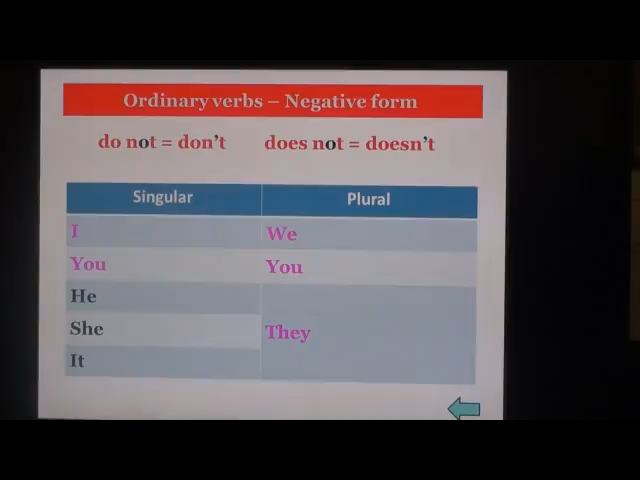 Ordinary verbs – Negative form
do not = don't does not = doesn't
Singular Plural
I We
You You
He
She They
It